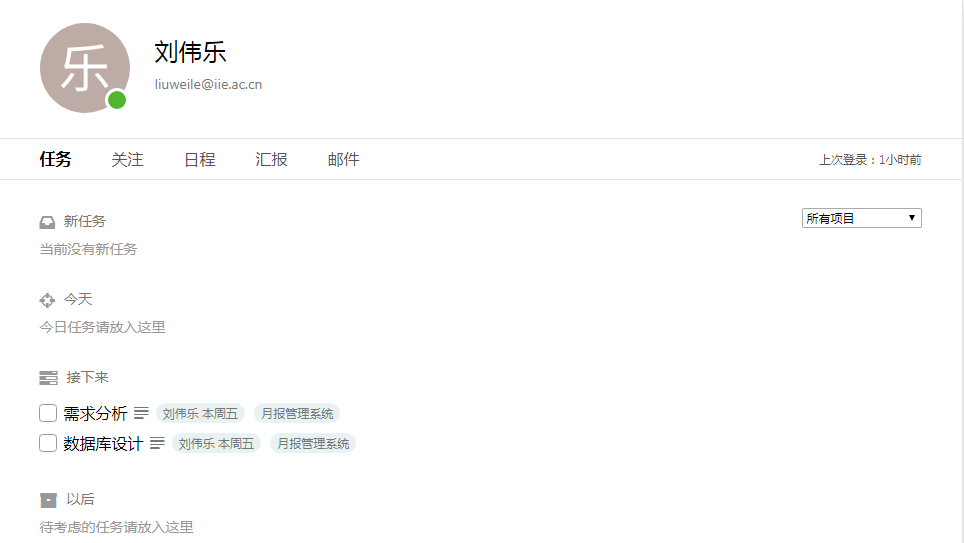 乐
刘伟乐
liuweile@iie.ac.cn
任务 关注 日程 汇报 邮件 上次登录：1小时前
新任务 所有项目
当前没有新任务
今天
今日任务请放入这里
接下来
需求分析 刘伟乐 本周五 月报管理系统
数据库设计 刘伟乐 本周五 月报管理系统
以后
待考虑的任务请放入这里